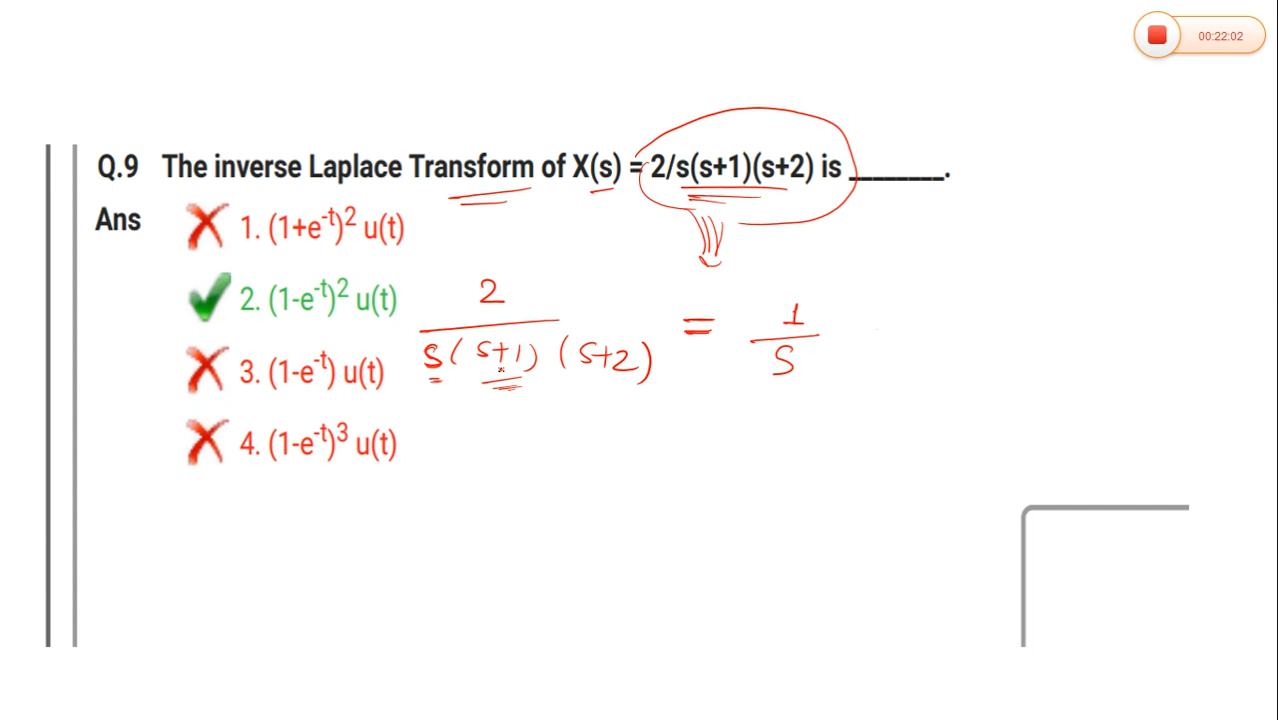 00:22:02
Q.9 The inverse Laplace Transform of X(s) = 2/s(s+1)(s+2) is ________.
Ans
1. (1+e^-t)^2 u(t)
2. (1-e^-t)^2 u(t)
3. (1-e^-t) u(t)
4. (1-e^-t)^3 u(t)
2 / s(s+1)(s+2) = 1/s